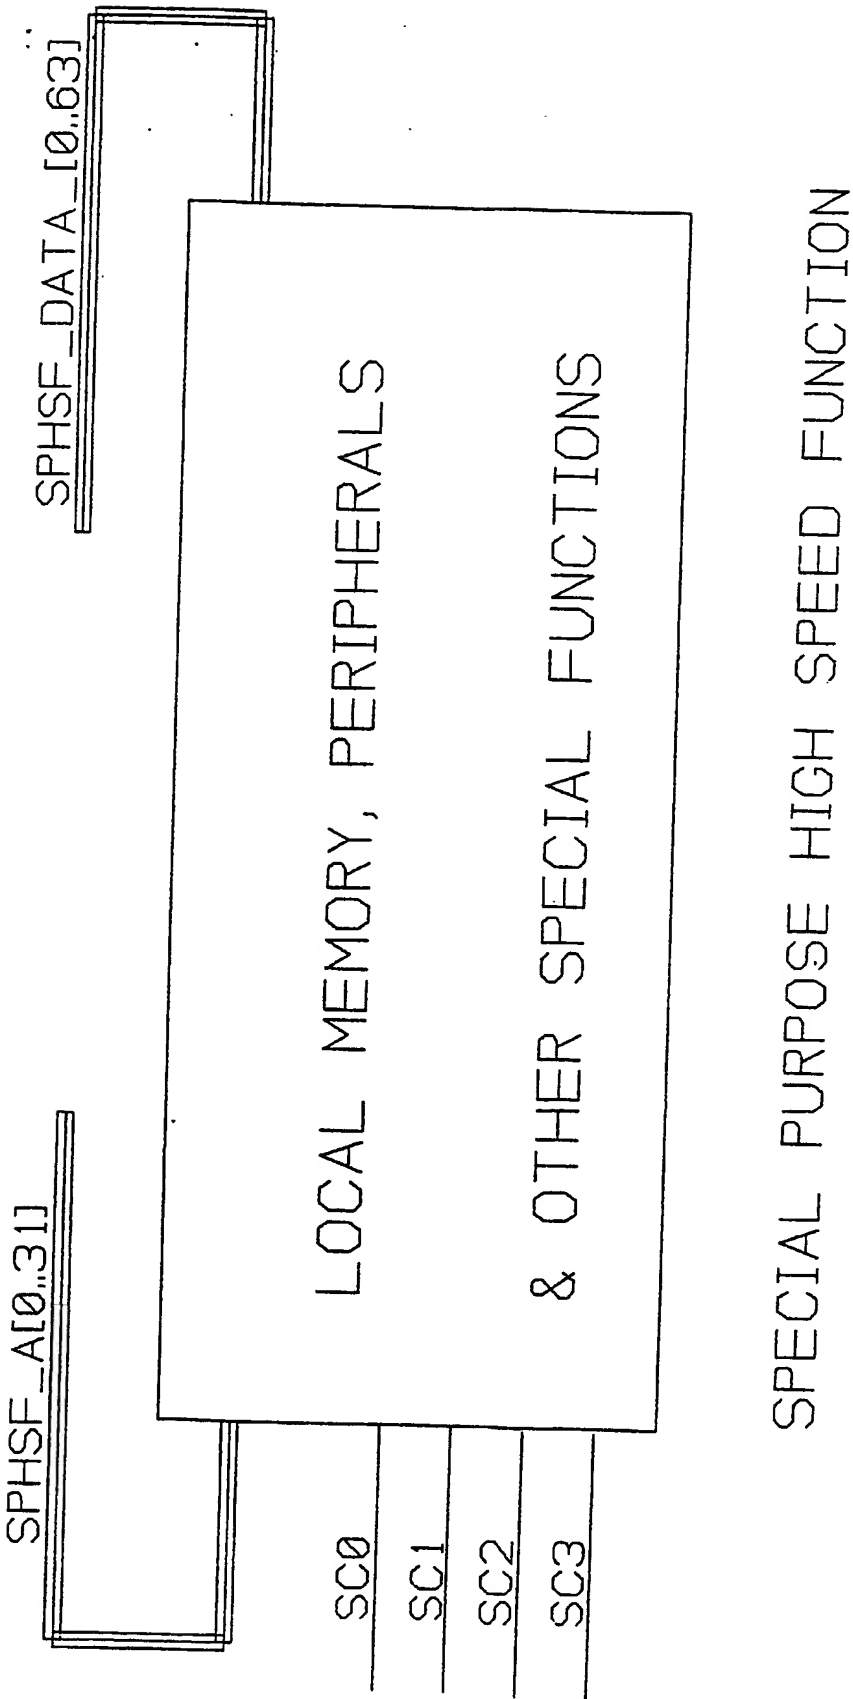 SPHSF_A[0..31]
SPHSF_DATA_[0..63]
SC0
SC1
SC2
SC3
LOCAL MEMORY, PERIPHERALS
& OTHER SPECIAL FUNCTIONS
SPECIAL PURPOSE HIGH SPEED FUNCTION